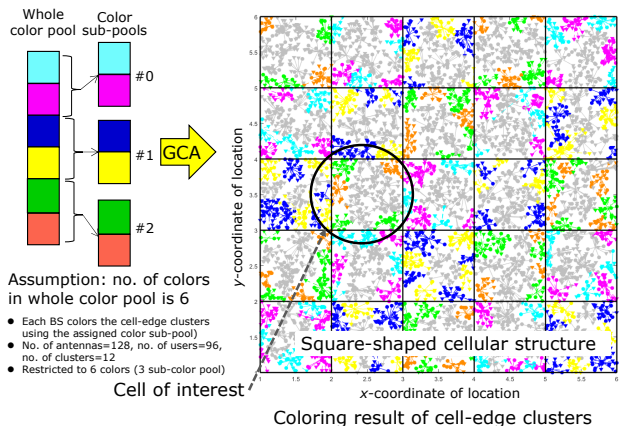 Whole
color pool
Color
sub-pools
#0
#1
#2
GCA
Assumption: no. of colors
in whole color pool is 6
● Each BS colors the cell-edge clusters
using the assigned color sub-pool)
● No. of antennas=128, no. of users=96,
no. of clusters=12
● Restricted to 6 colors (3 sub-color pool)
Cell of interest
y-coordinate of location
6
5.5
5
4.5
4
3.5
3
2.5
2
1.5
1
Square-shaped cellular structure
1 1.5 2 2.5 3 3.5 4 4.5 5 5.5 6
x-coordinate of location
Coloring result of cell-edge clusters